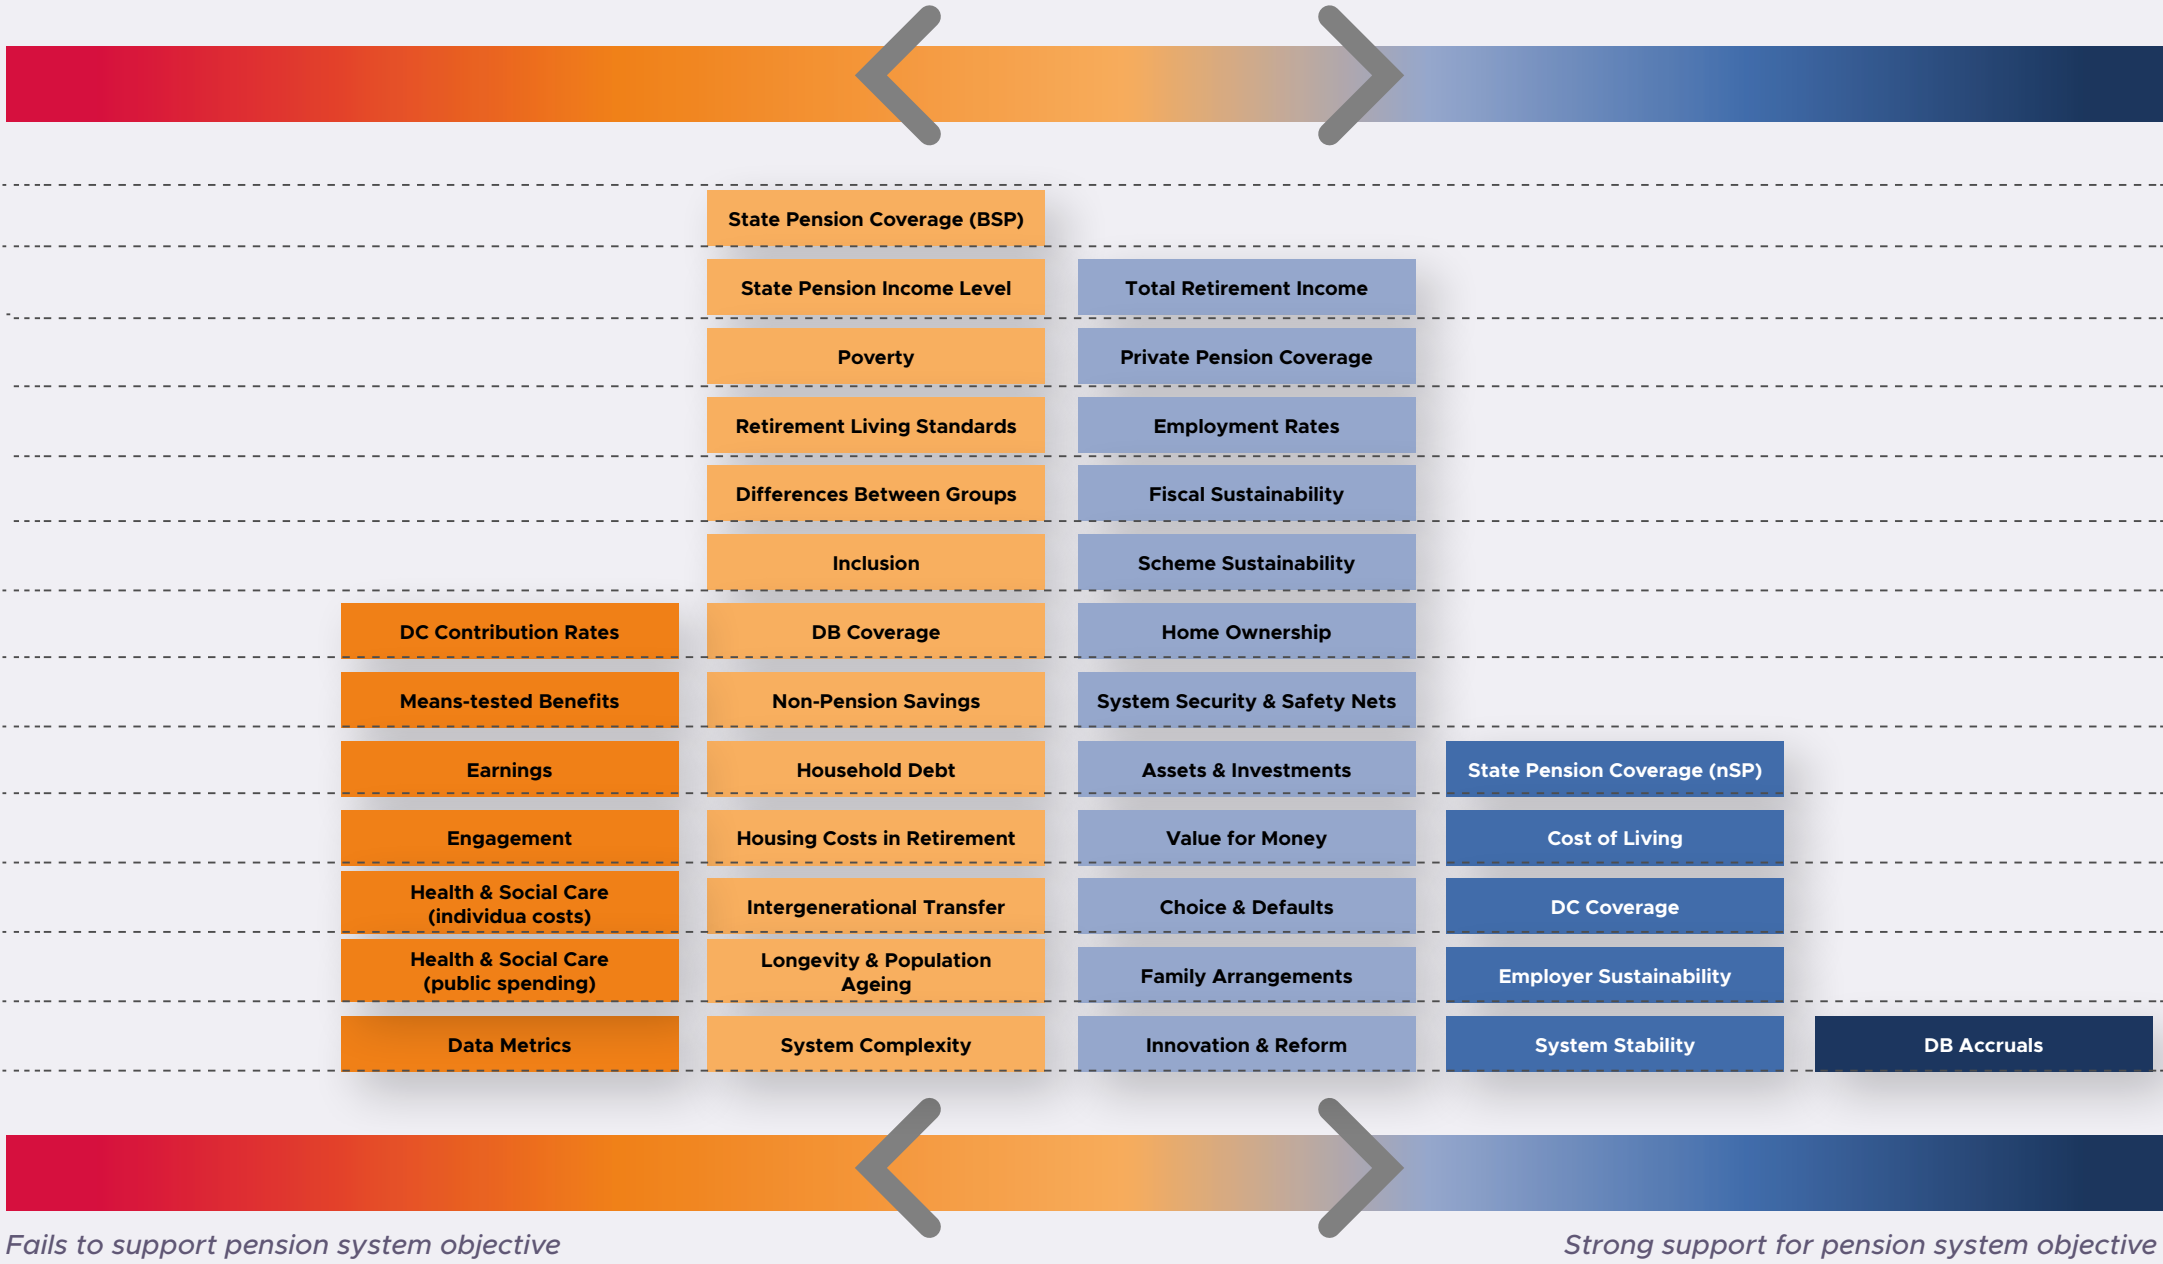 State Pension Coverage (BSP)
State Pension Income Level
Total Retirement Income
Poverty
Private Pension Coverage
Retirement Living Standards
Employment Rates
Differences Between Groups
Fiscal Sustainability
Inclusion
Scheme Sustainability
DC Contribution Rates
DB Coverage
Home Ownership
Means-tested Benefits
Non-Pension Savings
System Security & Safety Nets
Earnings
Household Debt
Assets & Investments
State Pension Coverage (nSP)
Engagement
Housing Costs in Retirement
Value for Money
Cost of Living
Health & Social Care
(individua costs)
Intergenerational Transfer
Choice & Defaults
DC Coverage
Health & Social Care
(public spending)
Longevity & Population
Ageing
Family Arrangements
Employer Sustainability
Data Metrics
System Complexity
Innovation & Reform
System Stability
DB Accruals
Fails to support pension system objective
Strong support for pension system objective